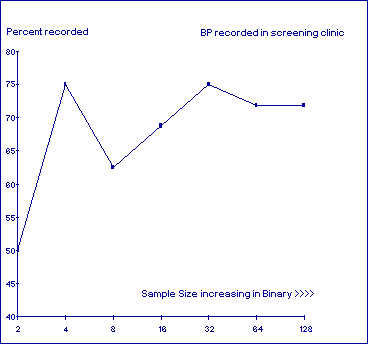 Percent recorded
BP recorded in screening clinic
80
75
70
65
60
55
50
45
40
Sample Size increasing in Binary >>>>
2 4 8 16 32 64 128